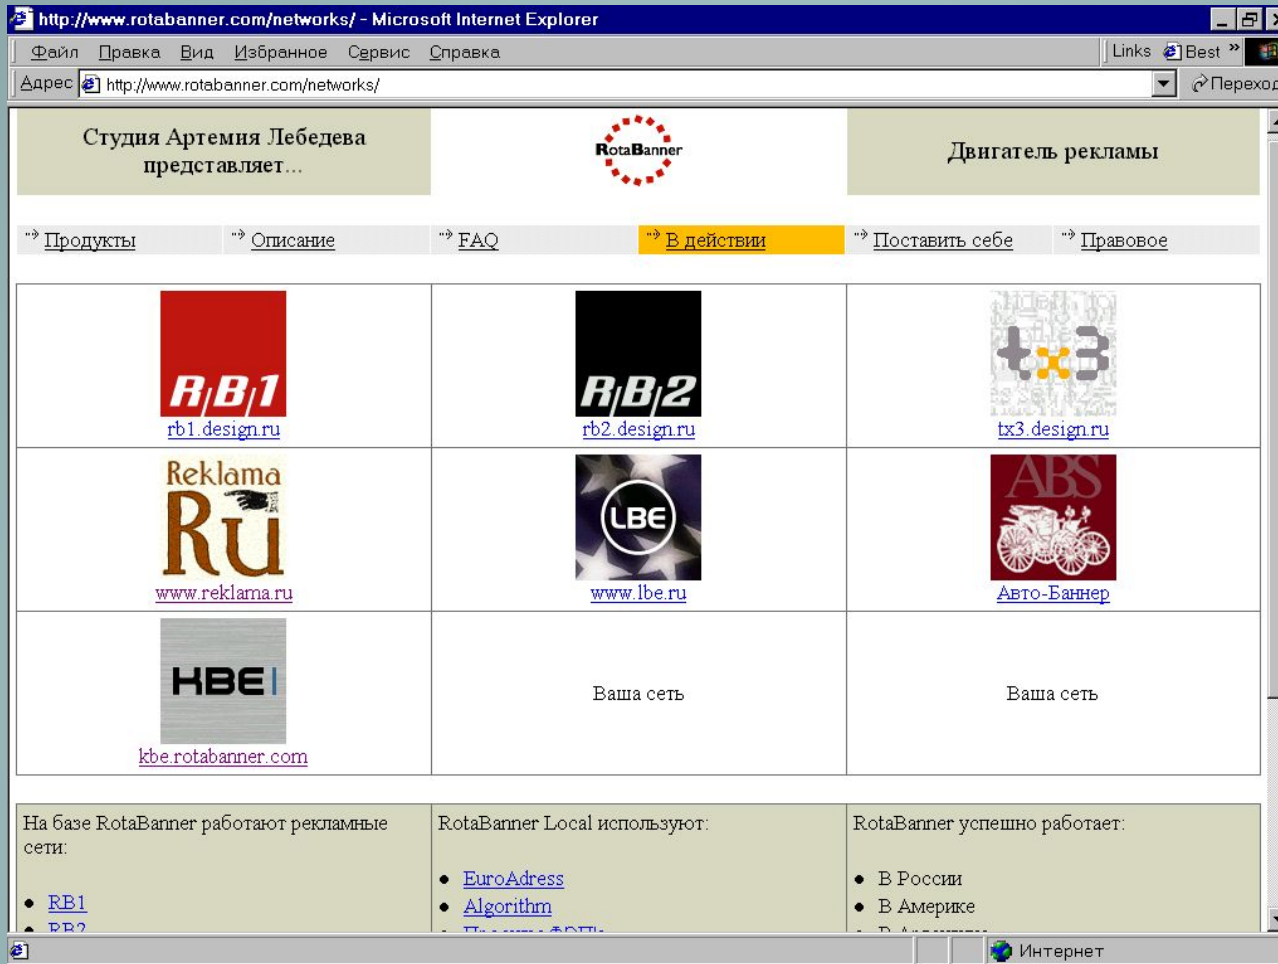 http://www.rotabanner.com/networks/ - Microsoft Internet Explorer
Файл Правка Вид Избранное Сервис Справка Links Best »
Адрес http://www.rotabanner.com/networks/ Переход
Студия Артемия Лебедева
представляет...
RotaBanner
Двигатель рекламы
Продукты Описание FAQ В действии Поставить себе Правовое
R/B/1
rb1.design.ru
R/B/2
rb2.design.ru
tx3
tx3.design.ru
Reklama
Ru
www.reklama.ru
LBE
www.lbe.ru
ABS
Авто-Баннер
KBE
kbe.rotabanner.com
Ваша сеть
Ваша сеть
На базе RotaBanner работают рекламные
сети:
RB1
RB2
RotaBanner Local используют:
EuroAdress
Algorithm
RotaBanner успешно работает:
В России
В Америке
Интернет